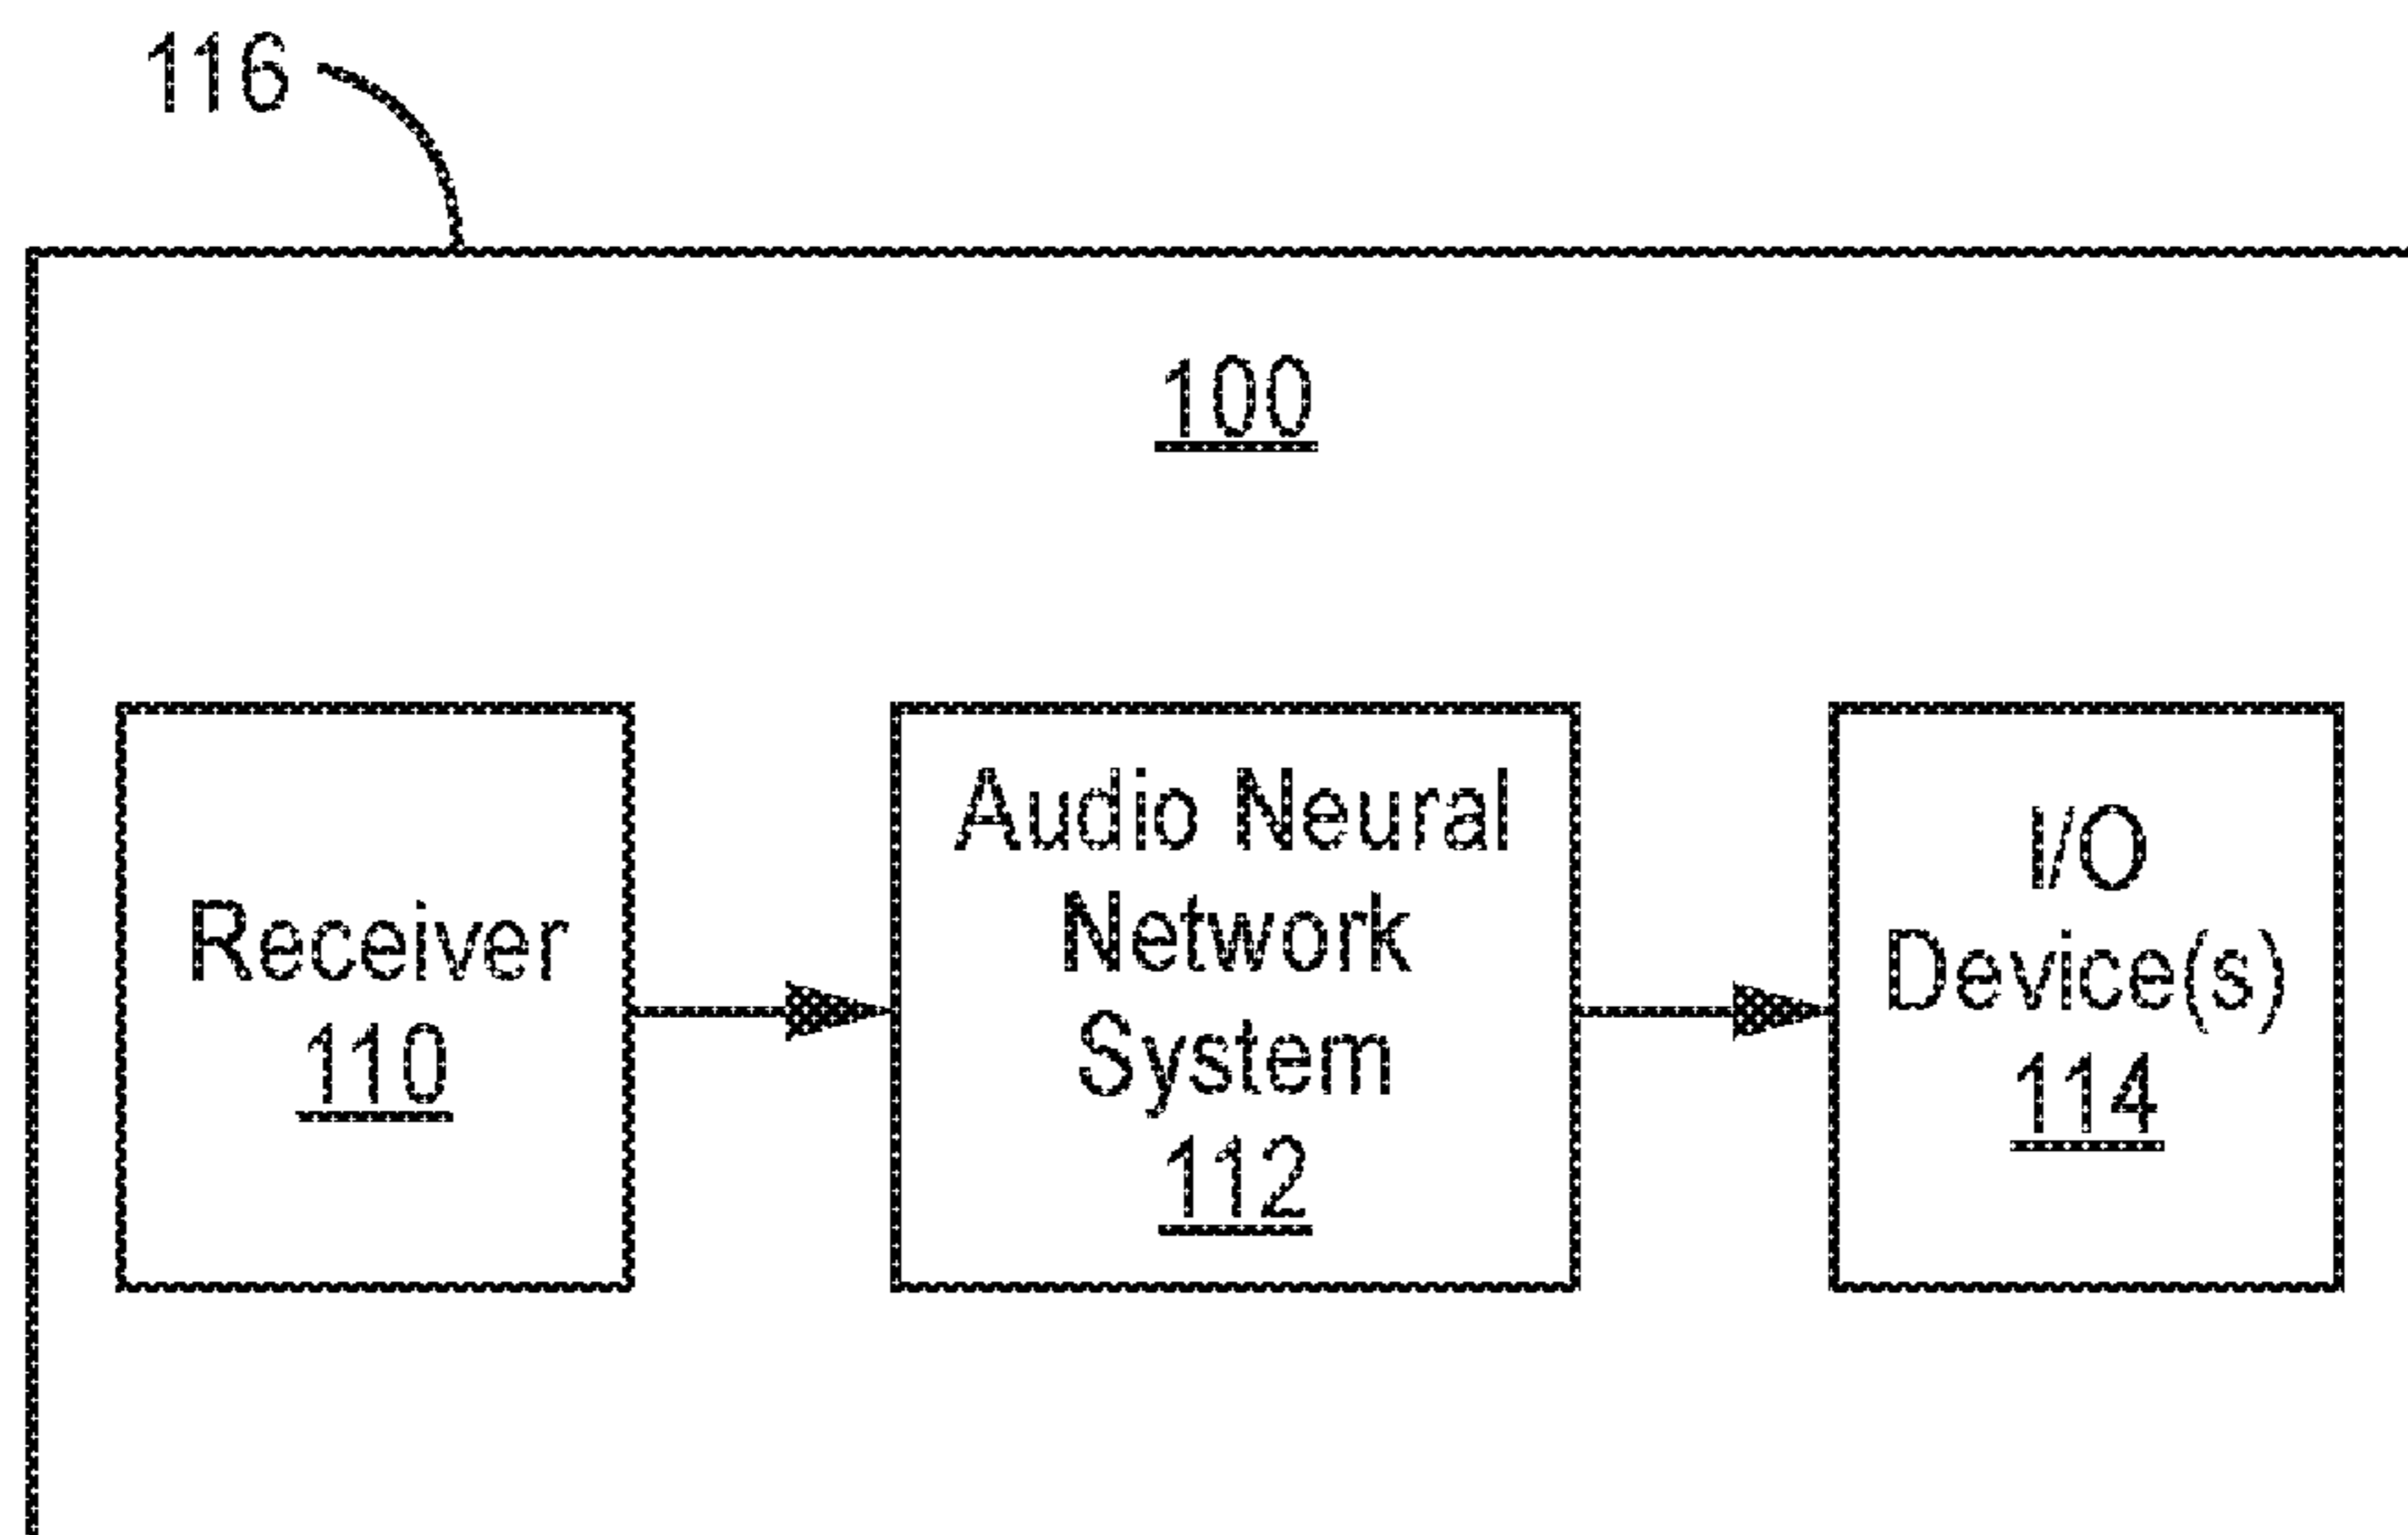 116
100
Receiver
110
Audio Neural
Network
System
112
I/O
Device(s)
114